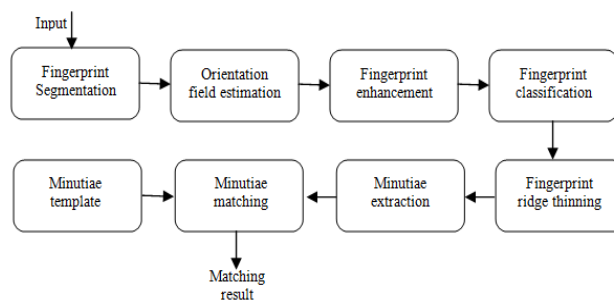 Input
Fingerprint
Segmentation
Orientation
field estimation
Fingerprint
enhancement
Fingerprint
classification
Minutiae
template
Minutiae
matching
Minutiae
extraction
Fingerprint
ridge thinning
Matching
result